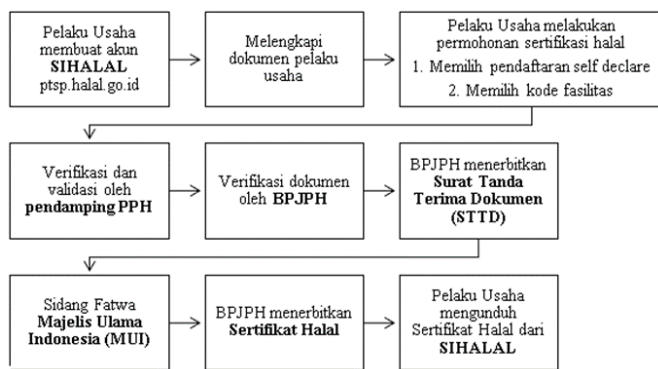 Pelaku Usaha
membuat akun
SIHALAL
ptsp.halal.go.id
Melengkapi
dokumen pelaku
usaha
Pelaku Usaha melakukan
permohonan sertifikasi halal
1. Memilih pendaftaran self declare
2. Memilih kode fasilitas
Verifikasi dan
validasi oleh
pendamping PPH
Verifikasi dokumen
oleh BPJPH
BPJPH menerbitkan
Surat Tanda
Terima Dokumen
(STTD)
Sidang Fatwa
Majelis Ulama
Indonesia (MUI)
BPJPH menerbitkan
Sertifikat Halal
Pelaku Usaha
mengunduh
Sertifikat Halal dari
SIHALAL